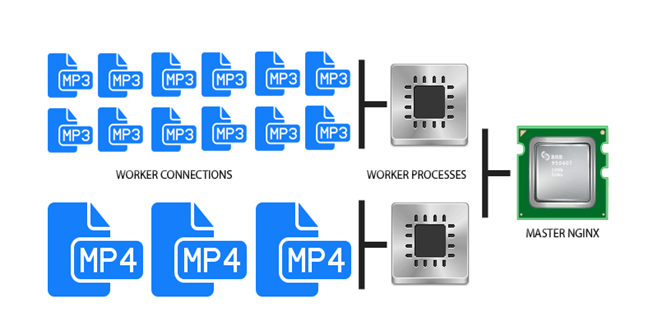 MP3 MP3 MP3 MP3 MP3 MP3
MP3 MP3 MP3 MP3 MP3 MP3
WORKER CONNECTIONS
WORKER PROCESSES
MP4 MP4 MP4
MASTER NGINX